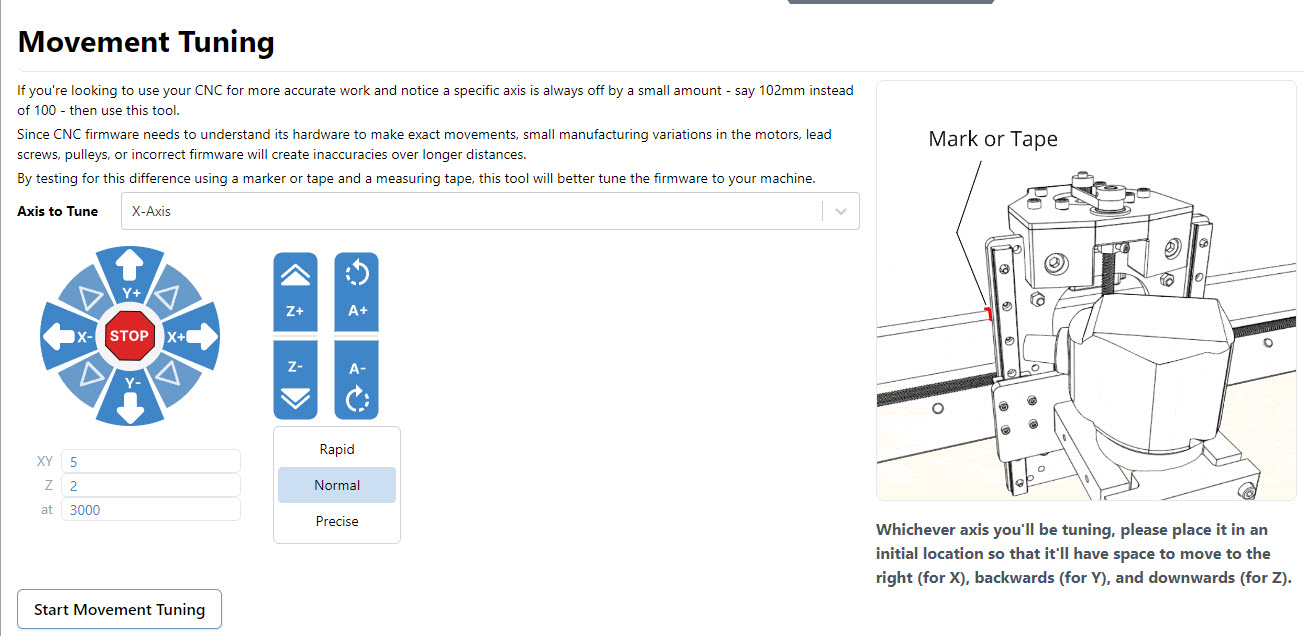 Movement Tuning
If you're looking to use your CNC for more accurate work and notice a specific axis is always off by a small amount - say 102mm instead
of 100 - then use this tool.
Since CNC firmware needs to understand its hardware to make exact movements, small manufacturing variations in the motors, lead
screws, pulleys, or incorrect firmware will create inaccuracies over longer distances.
By testing for this difference using a marker or tape and a measuring tape, this tool will better tune the firmware to your machine.
Axis to Tune
X-Axis
Y+
X-
STOP
X+
Y-
Z+
A+
Z-
A-
XY 5
Z 2
at 3000
Rapid
Normal
Precise
Start Movement Tuning
Mark or Tape
Whichever axis you'll be tuning, please place it in an
initial location so that it'll have space to move to the
right (for X), backwards (for Y), and downwards (for Z).